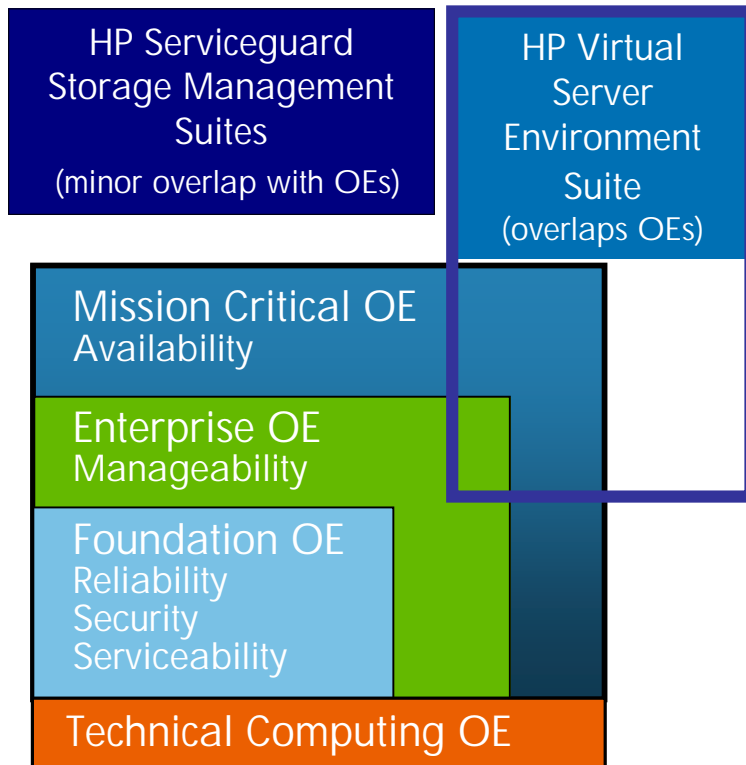 HP Serviceguard
Storage Management
Suites
(minor overlap with OEs)
HP Virtual
Server
Environment
Suite
(overlaps OEs)
Mission Critical OE
Availability
Enterprise OE
Manageability
Foundation OE
Reliability
Security
Serviceability
Technical Computing OE